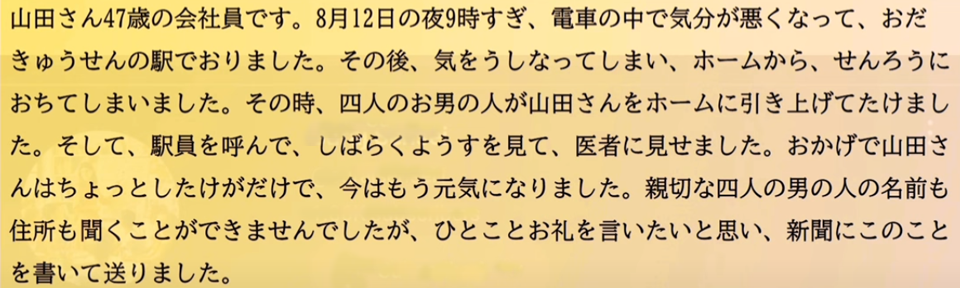 山田さん47歳の会社員です。8月12日の夜9時すぎ、電車の中で気分が悪くなって、おだ
きゅうせんの駅でおりました。その後、気をうしなってしまい、ホームから、せんろうに
おちてしまいました。その時、四人のお男の人が山田さんをホームに引き上げてたけまし
た。そして、駅員を呼んで、しばらくようすを見て、医者に見せました。おかげで山田さ
んはちょっとしたけがだけで、今はもう元気になりました。親切な四人の男の人の名前も
住所も聞くことができませんでしたが、ひとことお礼を言いたいと思い、新聞にこのこと
を書いて送りました。